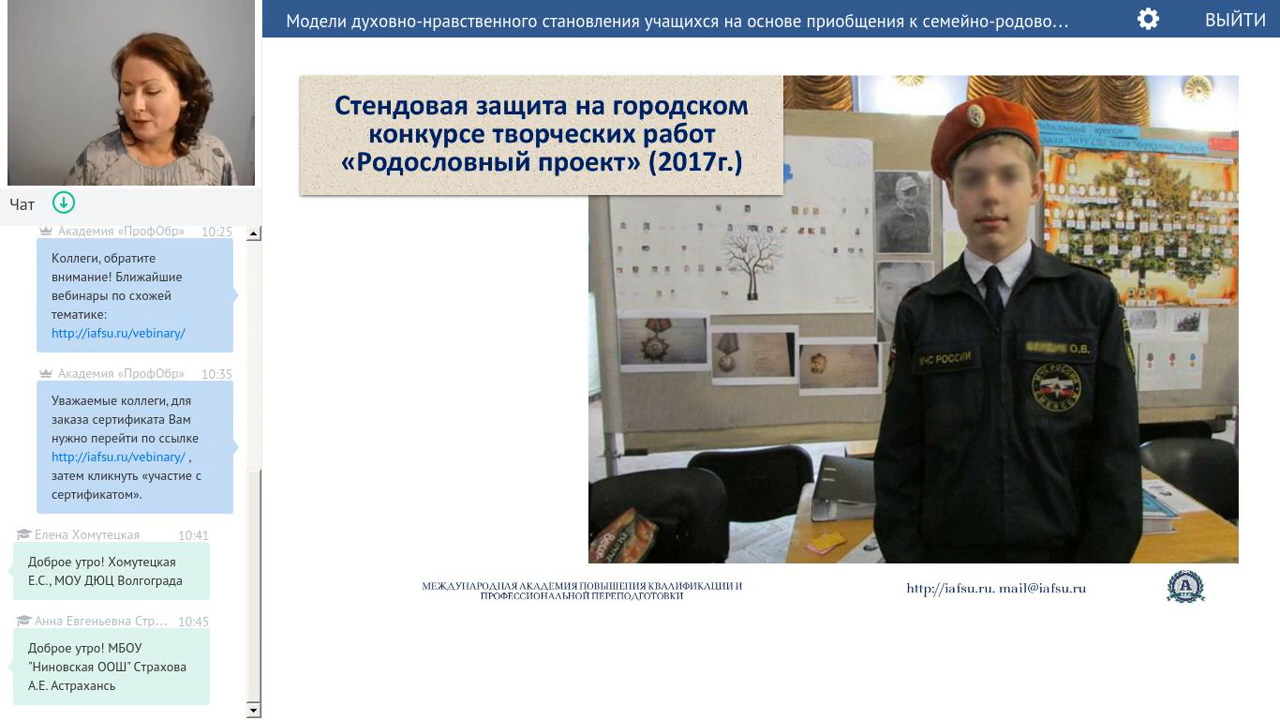 Модели духовно-нравственного становления учащихся на основе приобщения к семейно-родово...
ВЫЙТИ
Чат
Академия «ПрофОбр» 10:25
Коллеги, обратите
внимание! Ближайшие
вебинары по схожей
тематике:
http://iafsu.ru/vebinary/
Академия «ПрофОбр» 10:35
Уважаемые коллеги, для
заказа сертификата Вам
нужно перейти по ссылке
http://iafsu.ru/vebinary/ ,
затем кликнуть «участие с
сертификатом».
Елена Хомутецкая 10:41
Доброе утро! Хомутецкая
Е.С., МОУ ДЮЦ Волгограда
Анна Евгеньевна Стр... 10:45
Доброе утро! МБОУ
"Ниновская ООШ" Страхова
А.Е. Астрахансь
Стендовая защита на городском
конкурсе творческих работ
«Родословный проект» (2017г.)
МЧС РОССИИ
О.В.
МЕЖДУНАРОДНАЯ АКАДЕМИЯ ПОВЫШЕНИЯ КВАЛИФИКАЦИИ И
ПРОФЕССИОНАЛЬНОЙ ПЕРЕПОДГОТОВКИ
http://iafsu.ru. mail@iafsu.ru